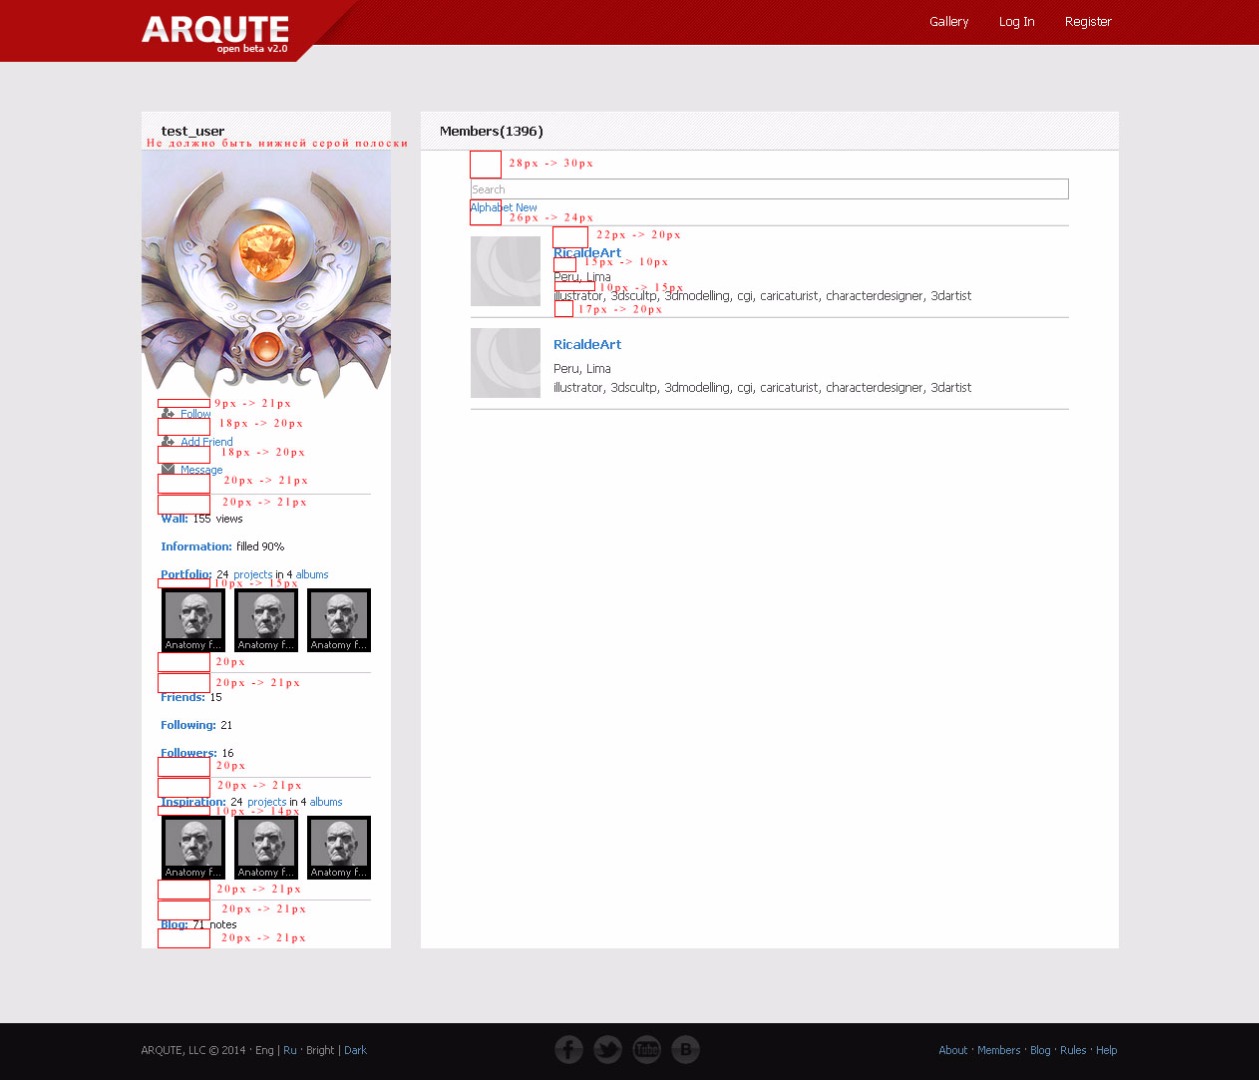 ARQUTE
open beta v2.0
Gallery Log In Register
test_user
Не должно быть нижней серой полоски
9px -> 21px
Follow
18px -> 20px
Add Friend
18px -> 20px
Message
20px -> 21px
20px -> 21px
Wall: 155 views
Information: filled 90%
Portfolio: 24 projects in 4 albums
10px -> 15px
Anatomy f... Anatomy f... Anatomy f...
20px
20px -> 21px
Friends: 15
Following: 21
Followers: 16
20px
20px -> 21px
Inspiration: 24 projects in 4 albums
10px -> 14px
Anatomy f... Anatomy f... Anatomy f...
20px -> 21px
20px -> 21px
Blog: 71 notes
20px -> 21px
Members(1396)
28px -> 30px
Search
Alphabet New
26px -> 24px
22px -> 20px
RicaldeArt
15px -> 10px
Peru, Lima
10px -> 15px
illustrator, 3dscultp, 3dmodelling, cgi, caricaturist, characterdesigner, 3dartist
17px -> 20px
RicaldeArt
Peru, Lima
illustrator, 3dscultp, 3dmodelling, cgi, caricaturist, characterdesigner, 3dartist
ARQUTE, LLC © 2014 · Eng | Ru · Bright | Dark
f You Tube B
About · Members · Blog · Rules · Help